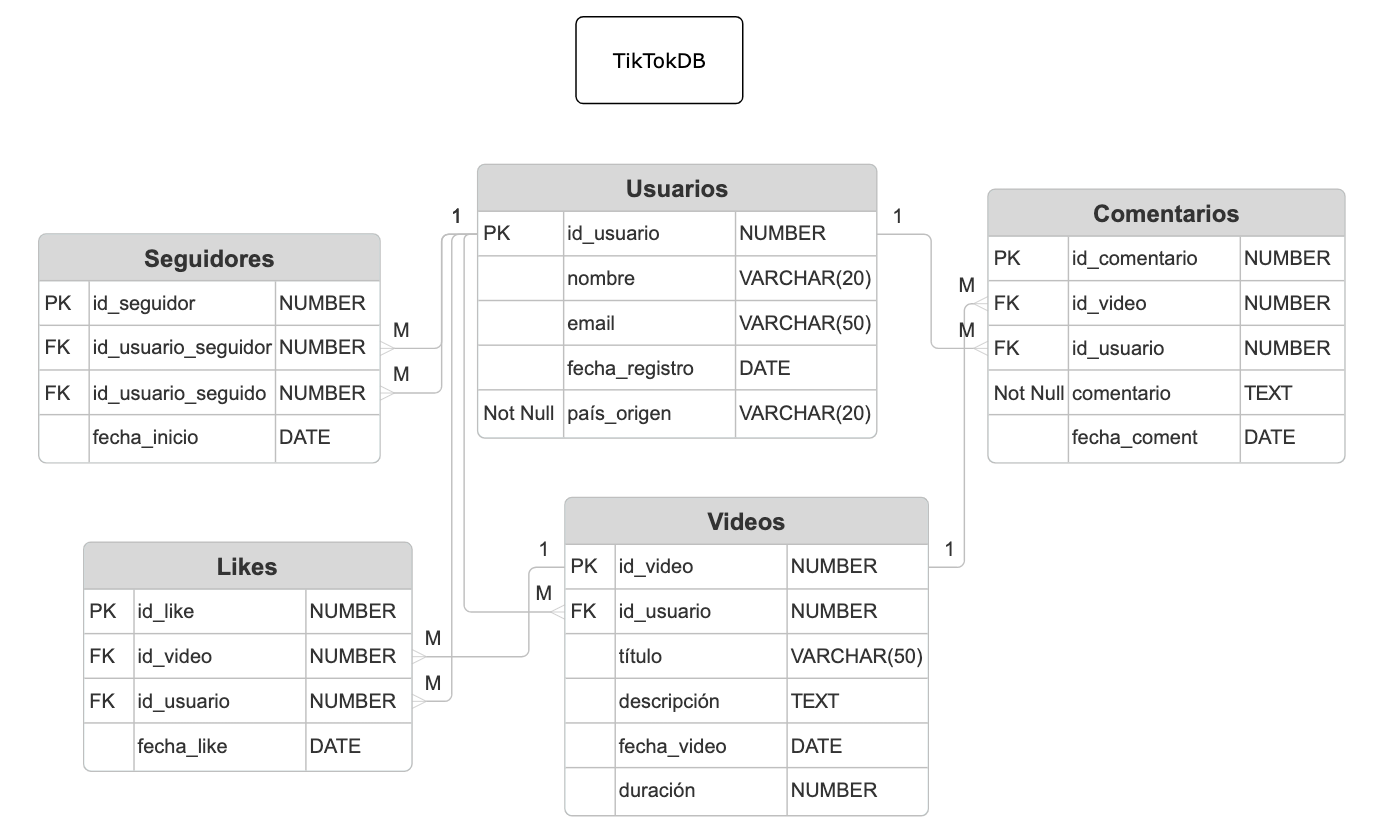 TikTokDB
Usuarios
PK id_usuario NUMBER
nombre VARCHAR(20)
email VARCHAR(50)
fecha_registro DATE
Not Null país_origen VARCHAR(20)
1
1
Comentarios
PK id_comentario NUMBER
M FK id_video NUMBER
M FK id_usuario NUMBER
Not Null comentario TEXT
fecha_coment DATE
Seguidores
PK id_seguidor NUMBER
FK id_usuario_seguidor NUMBER M
FK id_usuario_seguido NUMBER M
fecha_inicio DATE
Videos
1 PK id_video NUMBER 1
M FK id_usuario NUMBER
título VARCHAR(50)
descripción TEXT
fecha_video DATE
duración NUMBER
Likes
PK id_like NUMBER
FK id_video NUMBER M
FK id_usuario NUMBER M
fecha_like DATE